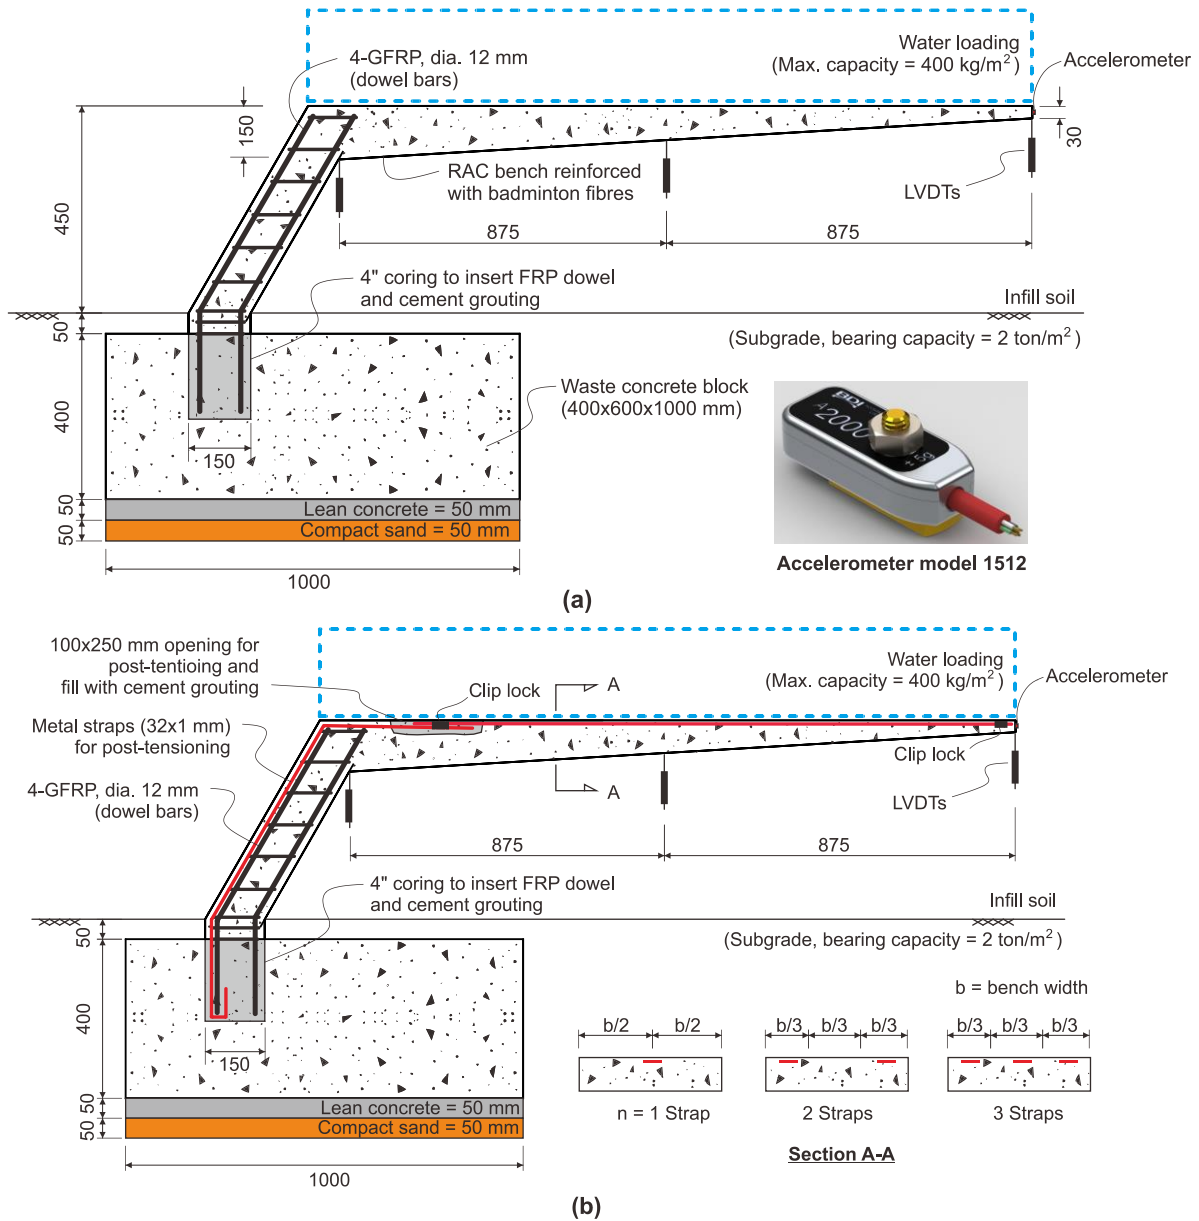 4-GFRP, dia. 12 mm
(dowel bars)
Water loading
(Max. capacity = 400 kg/m²)
Accelerometer
150
30
RAC bench reinforced
with badminton fibres
LVDTs
450
875
875
4" coring to insert FRP dowel
and cement grouting
Infill soil
50
(Subgrade, bearing capacity = 2 ton/m²)
Waste concrete block
(400x600x1000 mm)
400
150
BDI
A2000
± 5g
50
Lean concrete = 50 mm
50
Compact sand = 50 mm
Accelerometer model 1512
1000
(a)
100x250 mm opening for
post-tentioing and
fill with cement grouting
Clip lock
A
Water loading
(Max. capacity = 400 kg/m²)
Accelerometer
Metal straps (32x1 mm)
for post-tensioning
Clip lock
4-GFRP, dia. 12 mm
(dowel bars)
A
LVDTs
875
875
4" coring to insert FRP dowel
and cement grouting
Infill soil
50
(Subgrade, bearing capacity = 2 ton/m²)
b = bench width
400
b/2
b/2
b/3
b/3
b/3
b/3
b/3
b/3
150
50
Lean concrete = 50 mm
n = 1 Strap
2 Straps
3 Straps
50
Compact sand = 50 mm
Section A-A
1000
(b)